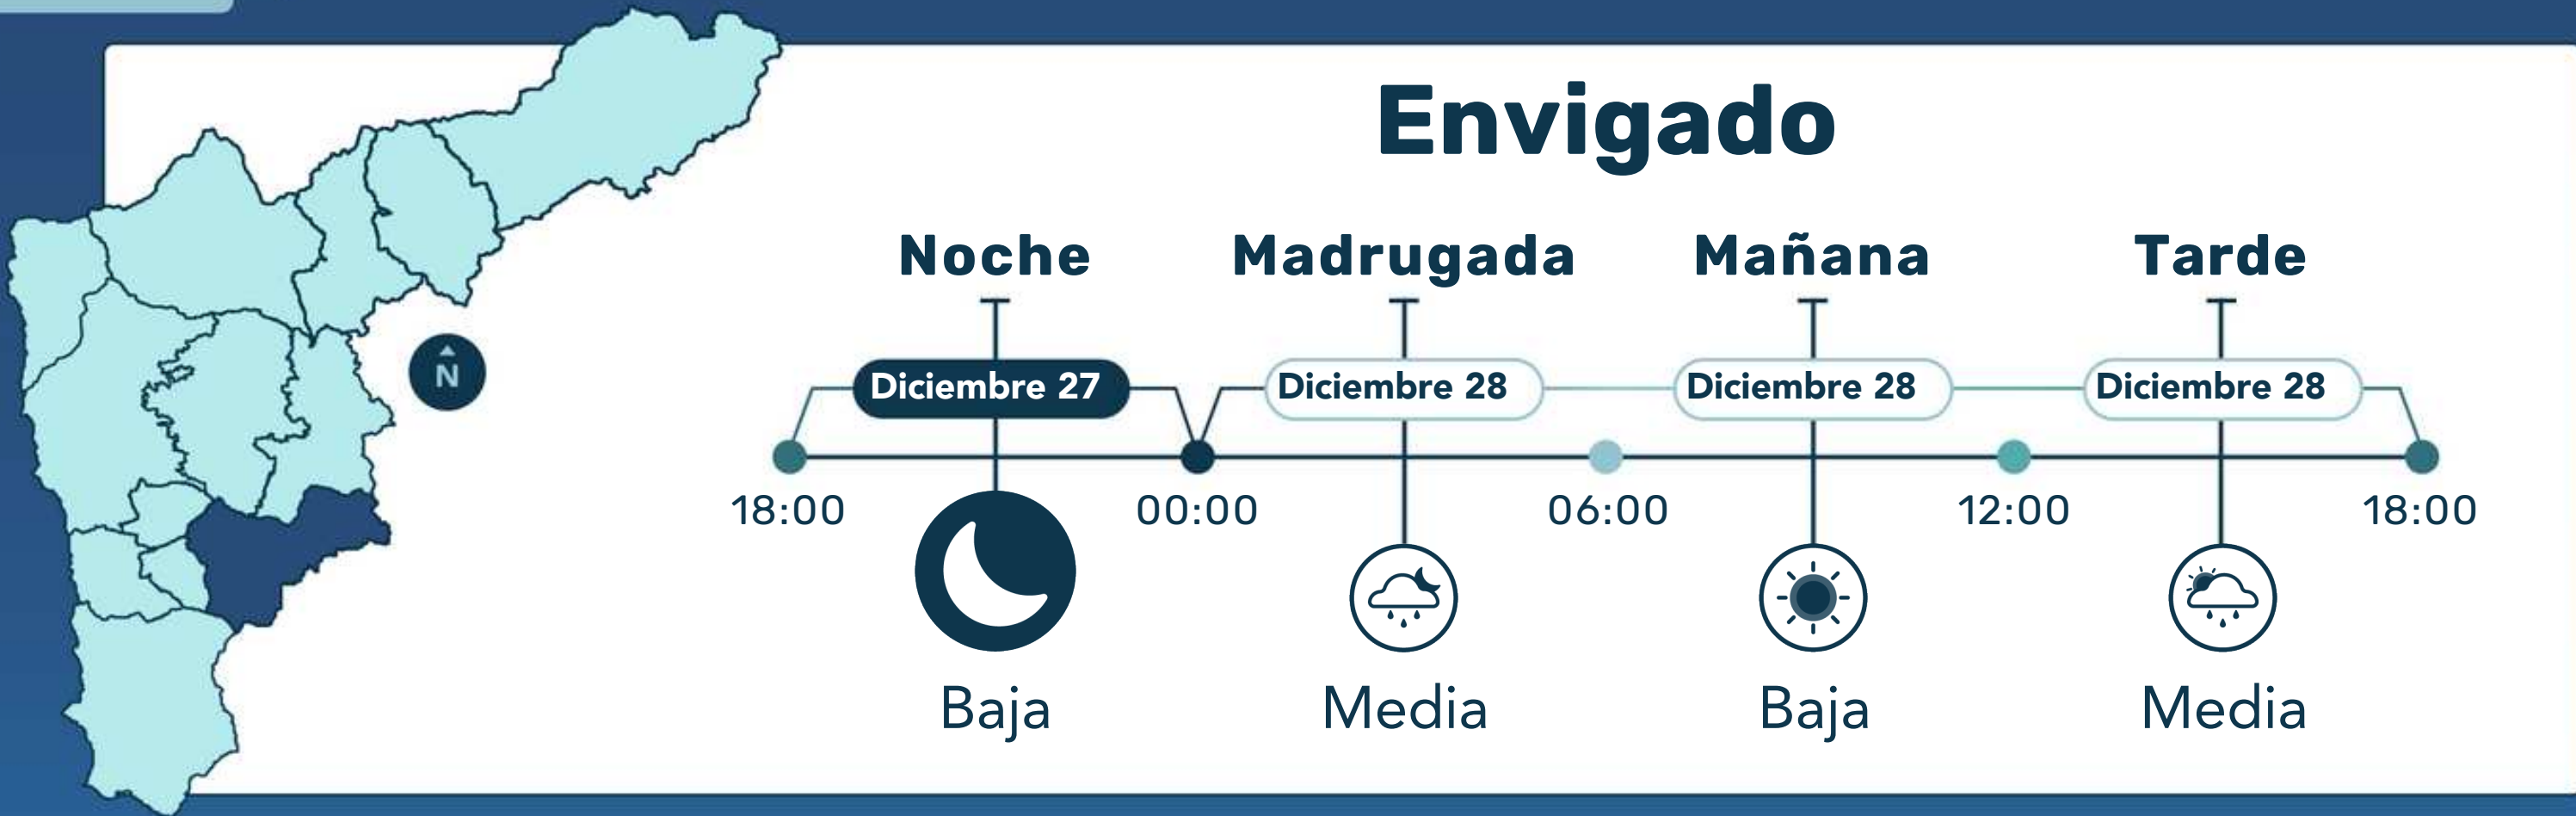 Envigado
Noche Madrugada Mañana Tarde
N
Diciembre 27 Diciembre 28 Diciembre 28 Diciembre 28
18:00 00:00 06:00 12:00 18:00
Baja Media Baja Media